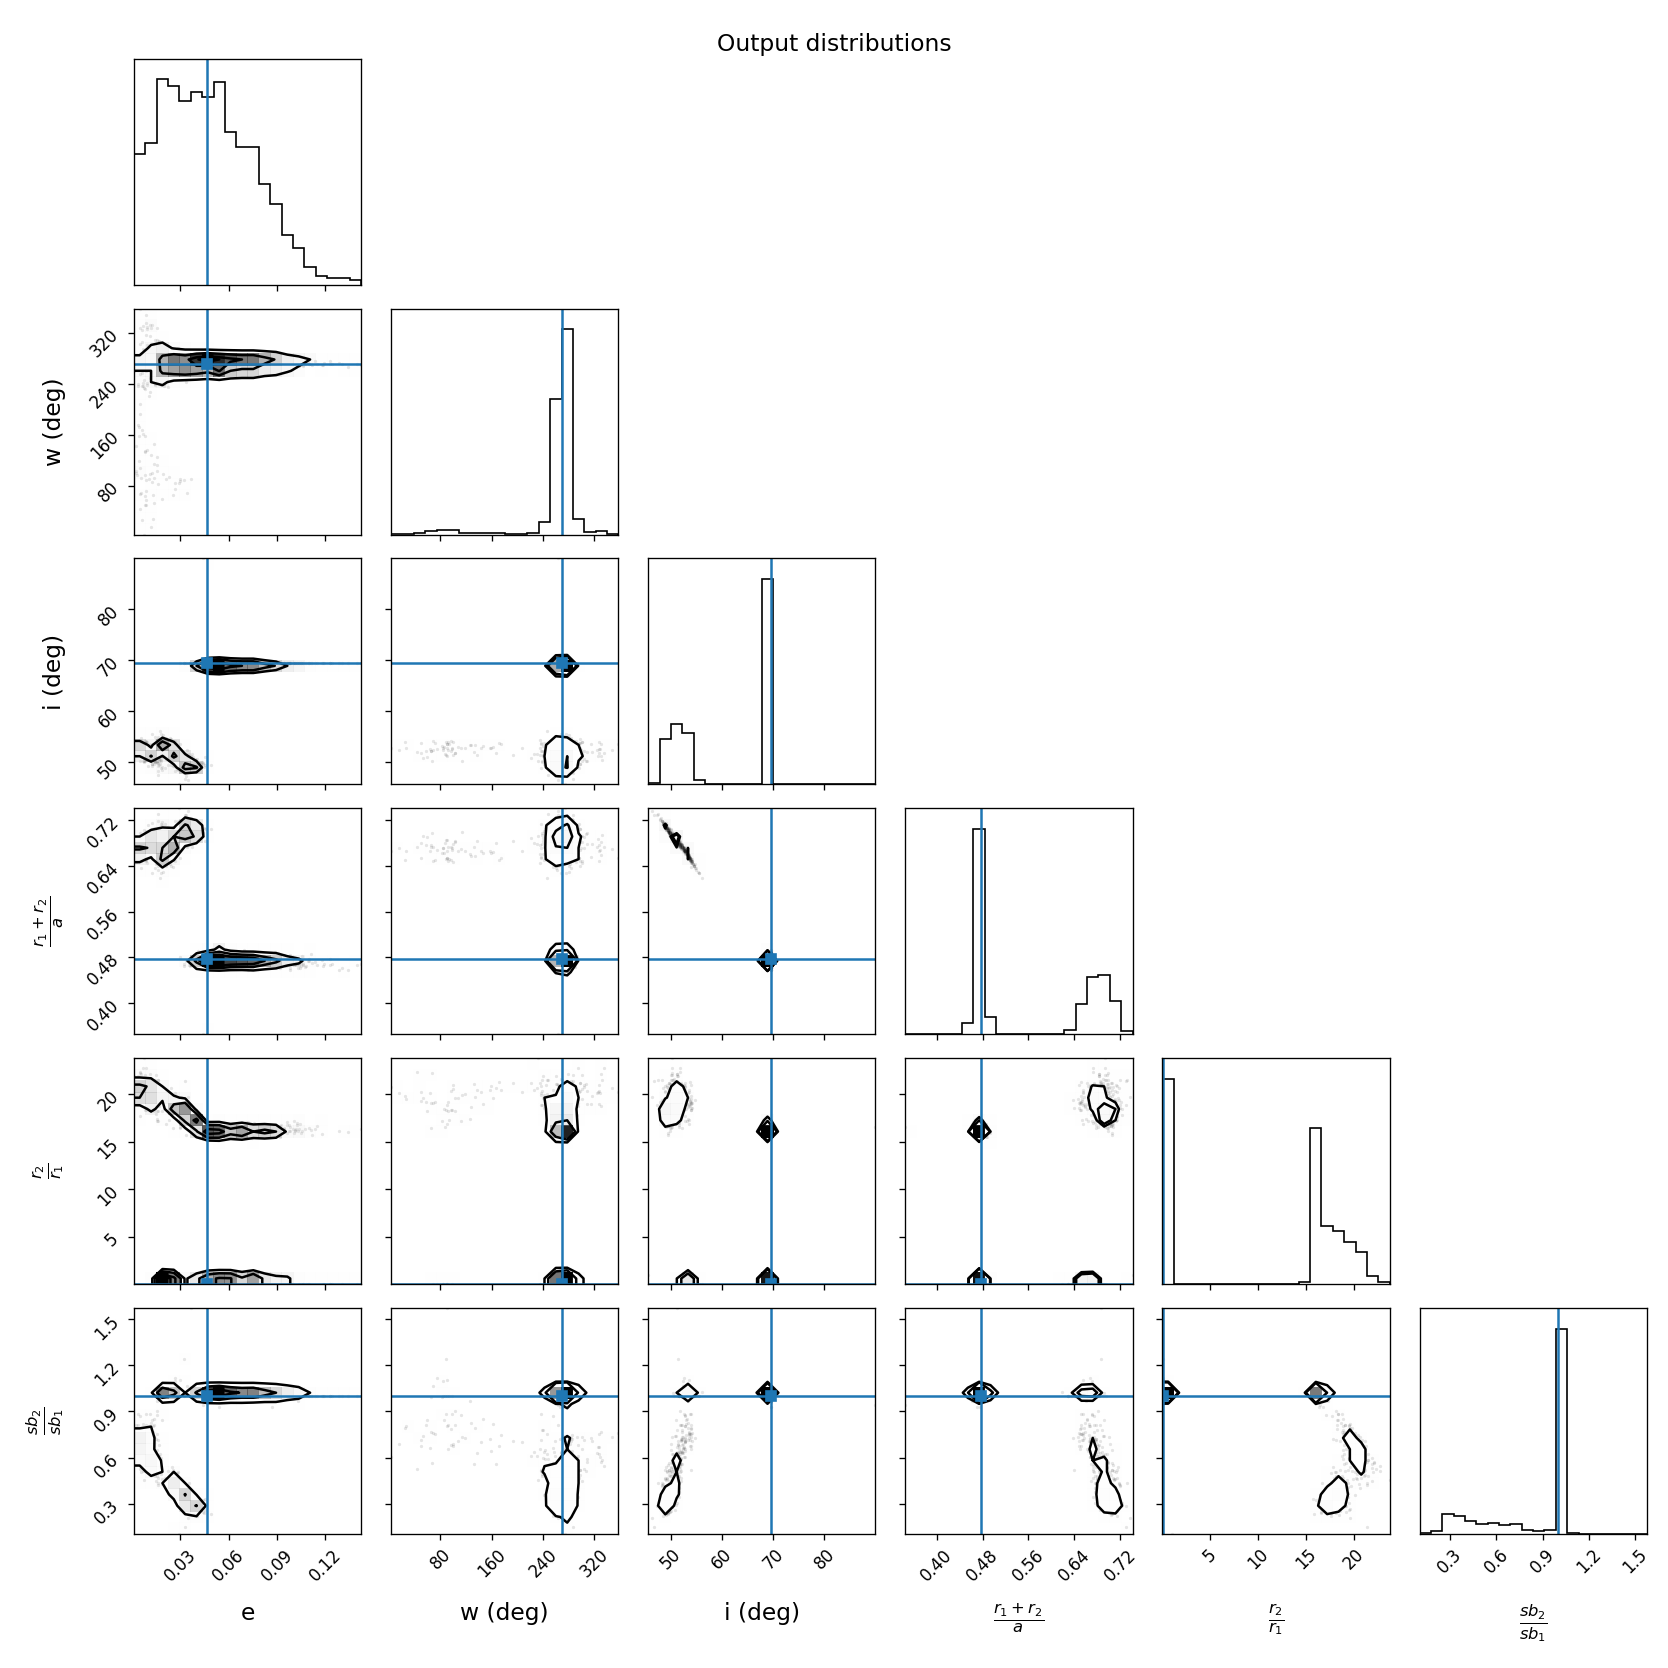 Output distributions
w (deg)
320
240
160
80
i (deg)
80
70
60
50
r₁ + r₂
a
0.72
0.64
0.56
0.48
0.40
r₂
r₁
20
15
10
5
sb₂
sb₁
1.5
1.2
0.9
0.6
0.3
0.03 0.06 0.09 0.12 80 160 240 320 50 60 70 80 0.40 0.48 0.56 0.64 0.72 5 10 15 20 0.3 0.6 0.9 1.2 1.5
e w (deg) i (deg)
r₁ + r₂
a
r₂
r₁
sb₂
sb₁